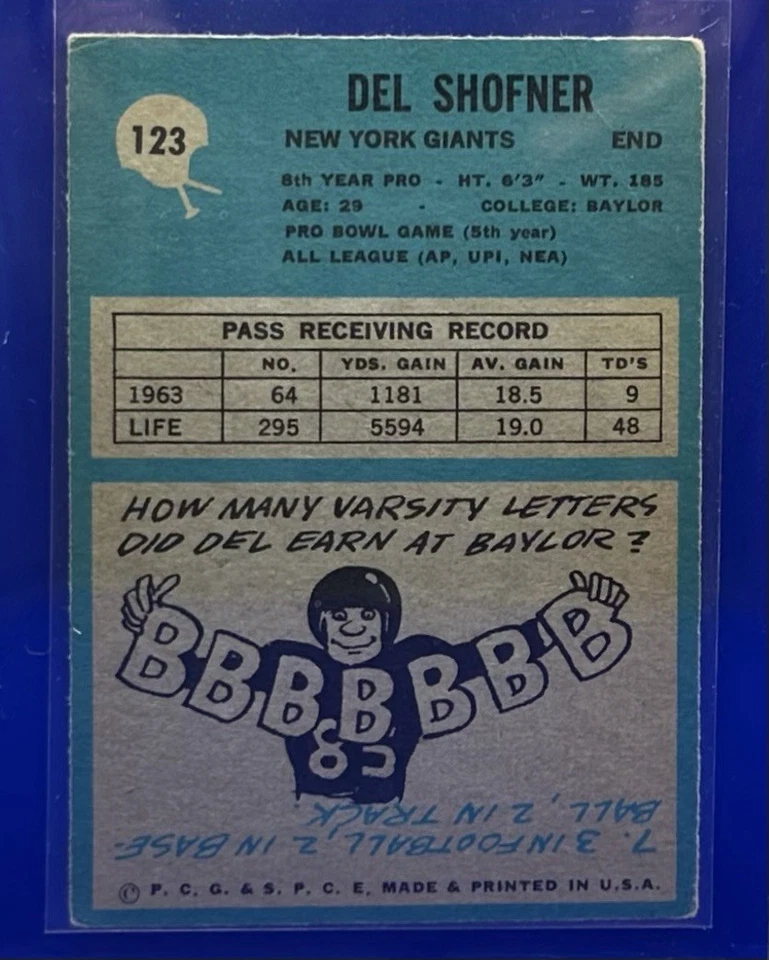 123
DEL SHOFNER
NEW YORK GIANTS END
8th YEAR PRO - HT. 6'3" - WT. 185
AGE: 29 - COLLEGE: BAYLOR
PRO BOWL GAME (5th year)
ALL LEAGUE (AP, UPI, NEA)
PASS RECEIVING RECORD
NO. YDS. GAIN AV. GAIN TD'S
1963 64 1181 18.5 9
LIFE 295 5594 19.0 48
HOW MANY VARSITY LETTERS
DID DEL EARN AT BAYLOR?
B B B B B B B
85
7. 3 IN FOOTBALL, 2 IN BASE-
BALL, 2 IN TRACK
© P. C. G. & S. P. C. E. MADE & PRINTED IN U.S.A.